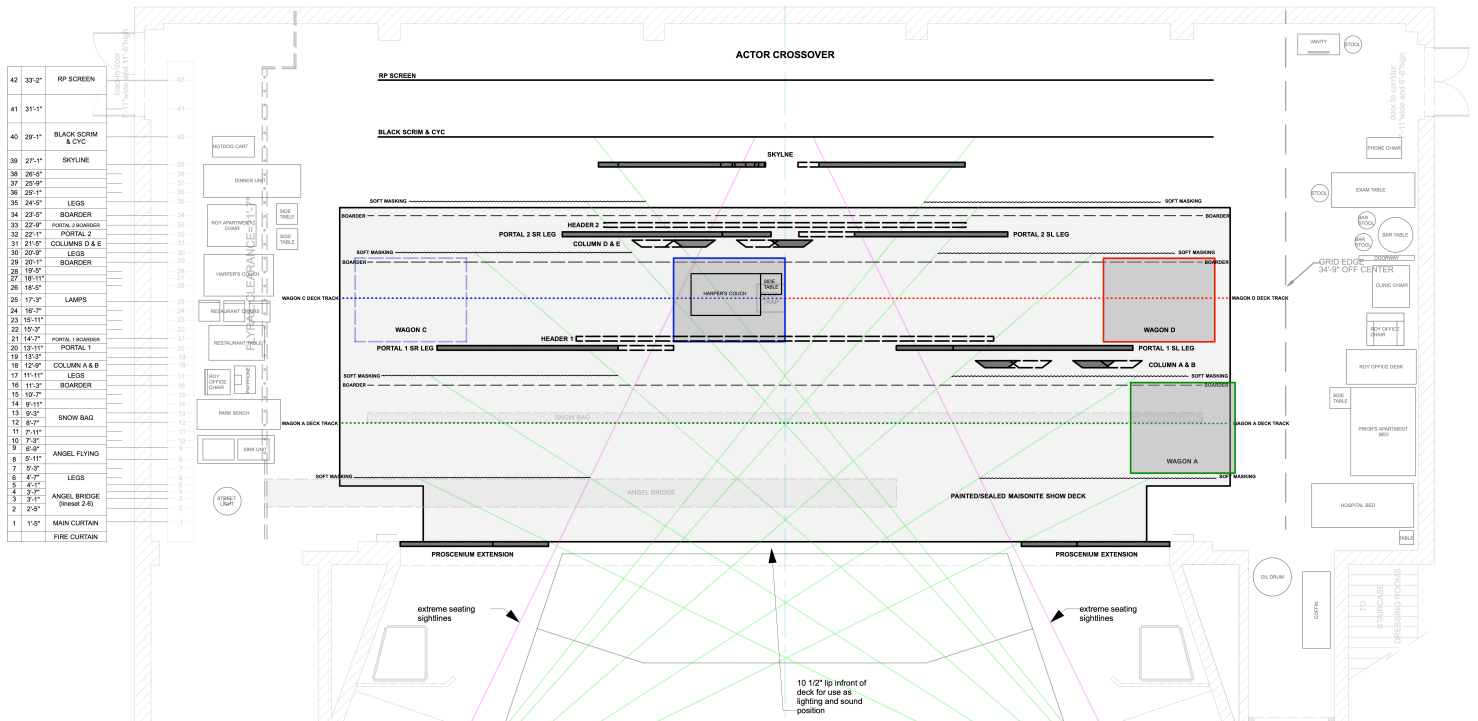 ACTOR CROSSOVER
RP SCREEN
BLACK SCRIM & CYC
SKYLNE
42 33'-2" RP SCREEN
41 31'-1"
40 29'-1" BLACK SCRIM & CYC
39 27'-1" SKYLINE
38 26'-5"
37 25'-9"
36 25'-1"
35 24'-5" LEGS
34 23'-5" BOARDER
33 22'-9" PORTAL 2 BOARDER
32 22'-1" PORTAL 2
31 21'-5" COLUMNS D & E
30 20'-9" LEGS
29 20'-1" BOARDER
28 19'-5"
27 18'-11"
26 18'-5"
25 17'-3" LAMPS
24 16'-7"
23 15'-11"
22 15'-3"
21 14'-7" PORTAL 1 BOARDER
20 13'-11" PORTAL 1
19 13'-3"
18 12'-9" COLUMN A & B
17 11'-11" LEGS
16 11'-3" BOARDER
15 10'-7"
14 9'-11"
13 9'-3"
SNOW BAG
12 8'-7"
11 7'-11"
10 7'-3"
9 6'-9"
ANGEL FLYING
8 5'-11"
7 5'-3"
6 4'-7" LEGS
5 4'-1"
4 3'-7"
3 3'-1"
ANGEL BRIDGE
(lineset 2-6)
2 2'-5"
1 1'-5" MAIN CURTAIN
FIRE CURTAIN
load-in door
HOTDOG CART
DINNER UNIT
ROY APARTMENT
CHAIR
SIDE
TABLE
SIDE
TABLE
HARPER'S COUCH
RESTAURANT CHAIRS
RESTAURANT TABLE
ROY
OFFICE
CHAIR
PAYPHONE
PARK BENCH
SINK UNIT
STREET
LIGHT
SOFT MASKING
SOFT MASKING
BOARDER
BOARDER
HEADER 2
PORTAL 2 SR LEG
PORTAL 2 SL LEG
COLUMN D & E
SOFT MASKING
SOFT MASKING
BOARDER
BOARDER
HARPER'S COUCH
SIDE
TABLE
TRAP
WAGON C DECK TRACK
WAGON D DECK TRACK
WAGON C
WAGON D
HEADER 1
PORTAL 1 SR LEG
PORTAL 1 SL LEG
COLUMN A & B
SOFT MASKING
SOFT MASKING
BOARDER
BOARDER
SNOW BAG
WAGON A DECK TRACK
WAGON A DECK TRACK
WAGON A
SOFT MASKING
SOFT MASKING
ANGEL BRIDGE
PAINTED/SEALED MAISONITE SHOW DECK
PROSCENIUM EXTENSION
PROSCENIUM EXTENSION
extreme seating
sightlines
extreme seating
sightlines
10 1/2" lip infront of
deck for use as
lighting and sound
position
VANITY
STOOL
door to corridor
PHONE CHAIR
STOOL
EXAM TABLE
BAR
STOOL
BAR TABLE
BAR
STOOL
DOORWAY
GRID EDGE
34'-9" OFF CENTER
CLINIC CHAIR
ROY OFFICE
CHAIR
ROY OFFICE DESK
SIDE
TABLE
PRIOR'S APARTMENT
BED
HOSPITAL BED
TABLE
OIL DRUM
COFFIN
TO
STAIRCASE
DRESSING ROOMS